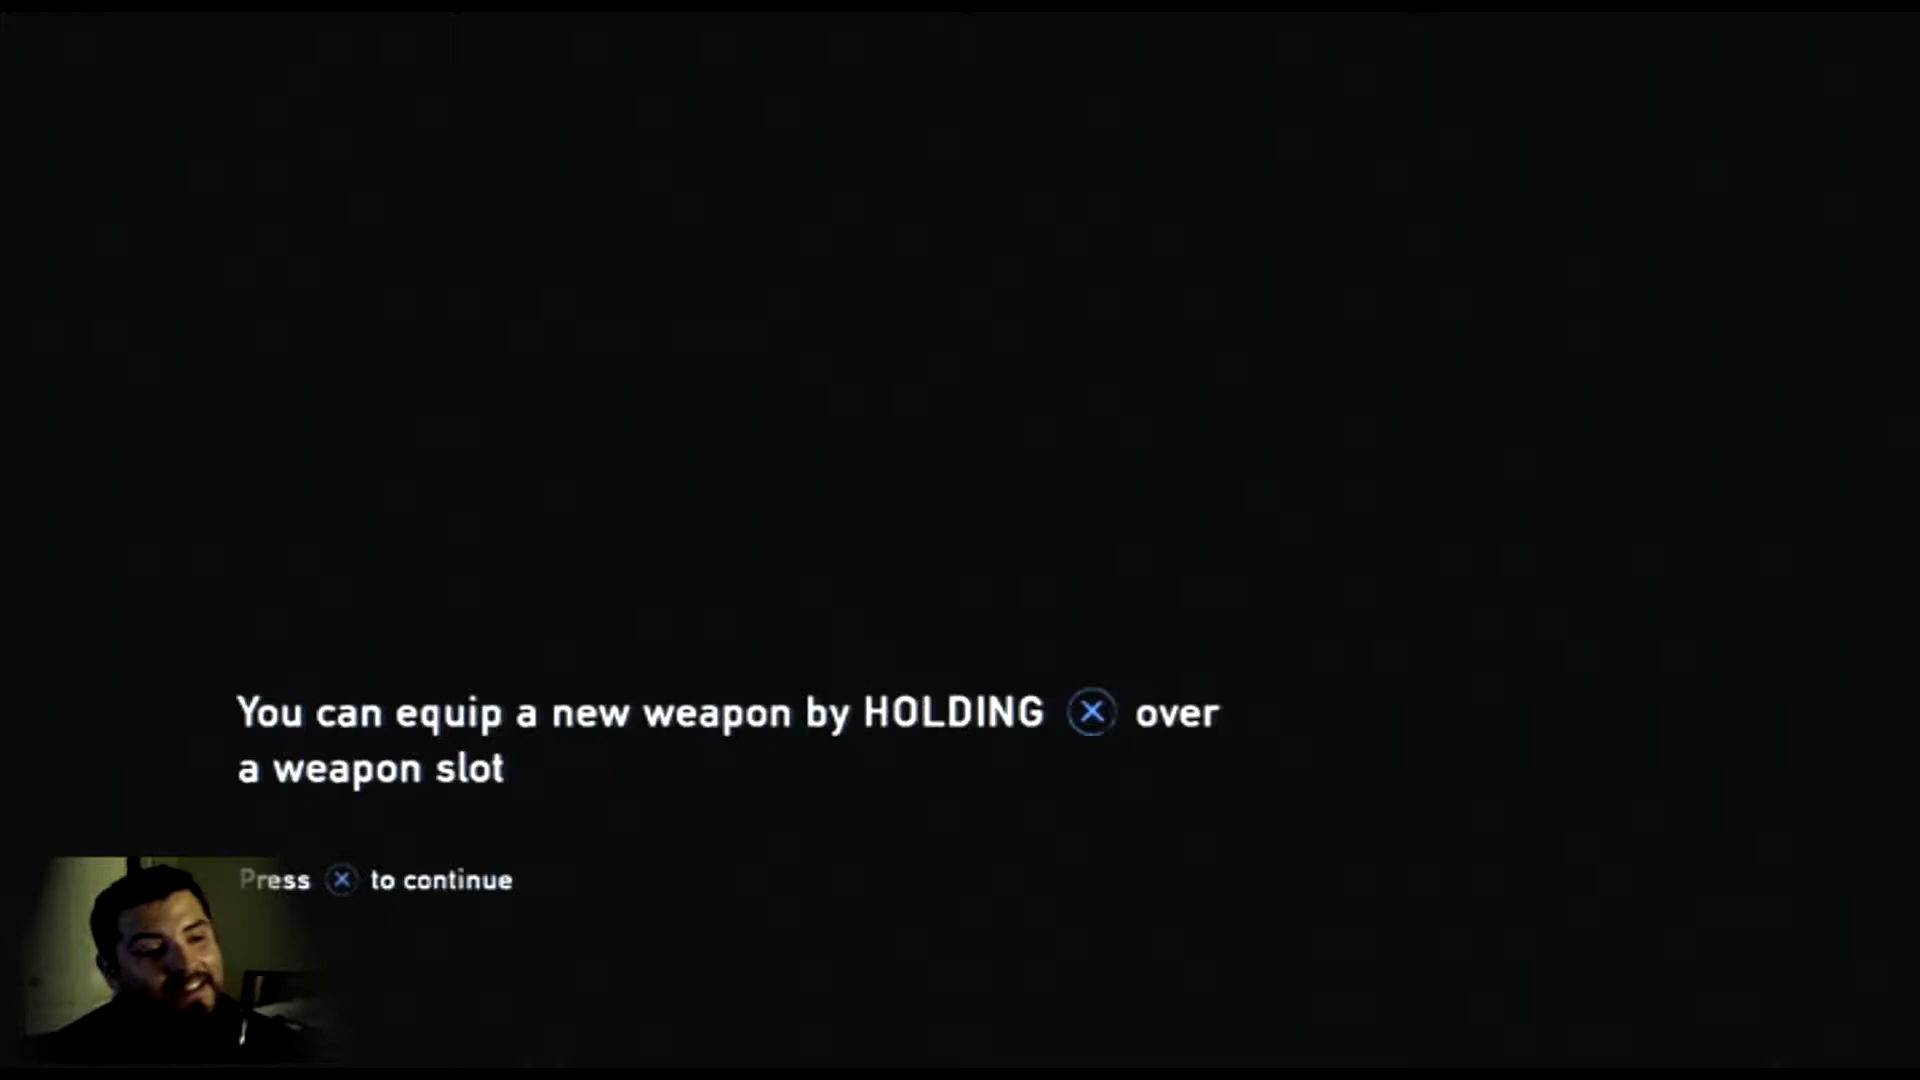 You can equip a new weapon by HOLDING ⓧ over
a weapon slot
Press ⓧ to continue